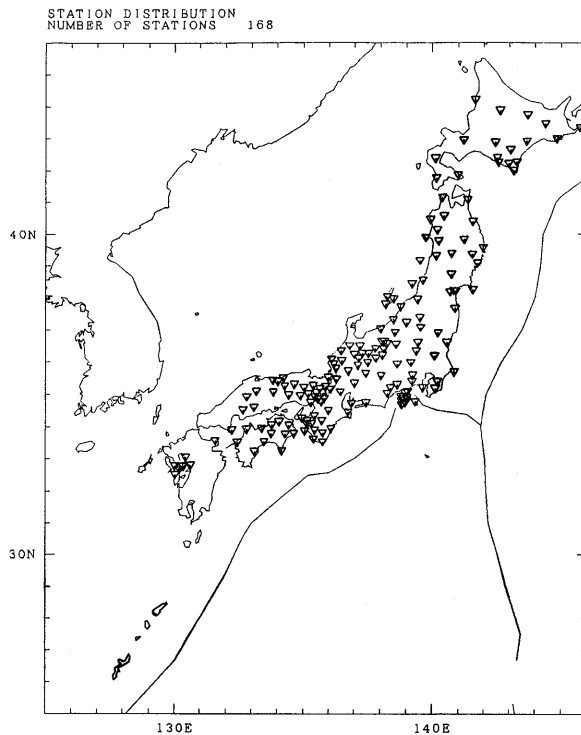 STATION DISTRIBUTION
NUMBER OF STATIONS 168
40N
30N
130E 140E